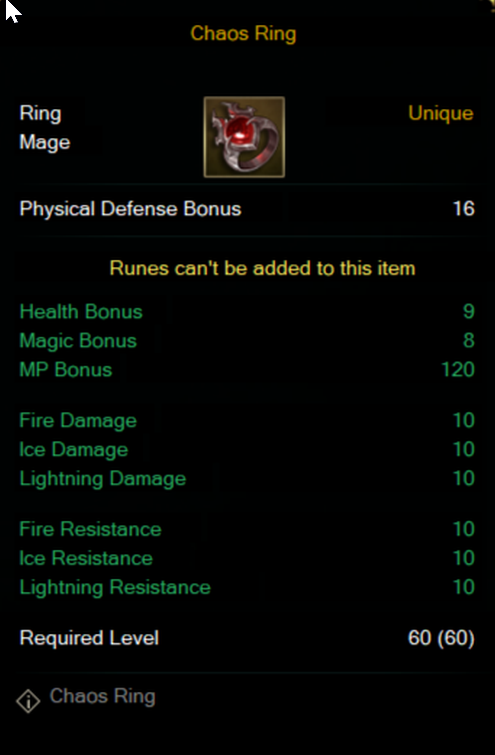 Chaos Ring
Ring Unique
Mage
Physical Defense Bonus 16
Runes can't be added to this item
Health Bonus 9
Magic Bonus 8
MP Bonus 120
Fire Damage 10
Ice Damage 10
Lightning Damage 10
Fire Resistance 10
Ice Resistance 10
Lightning Resistance 10
Required Level 60 (60)
Chaos Ring